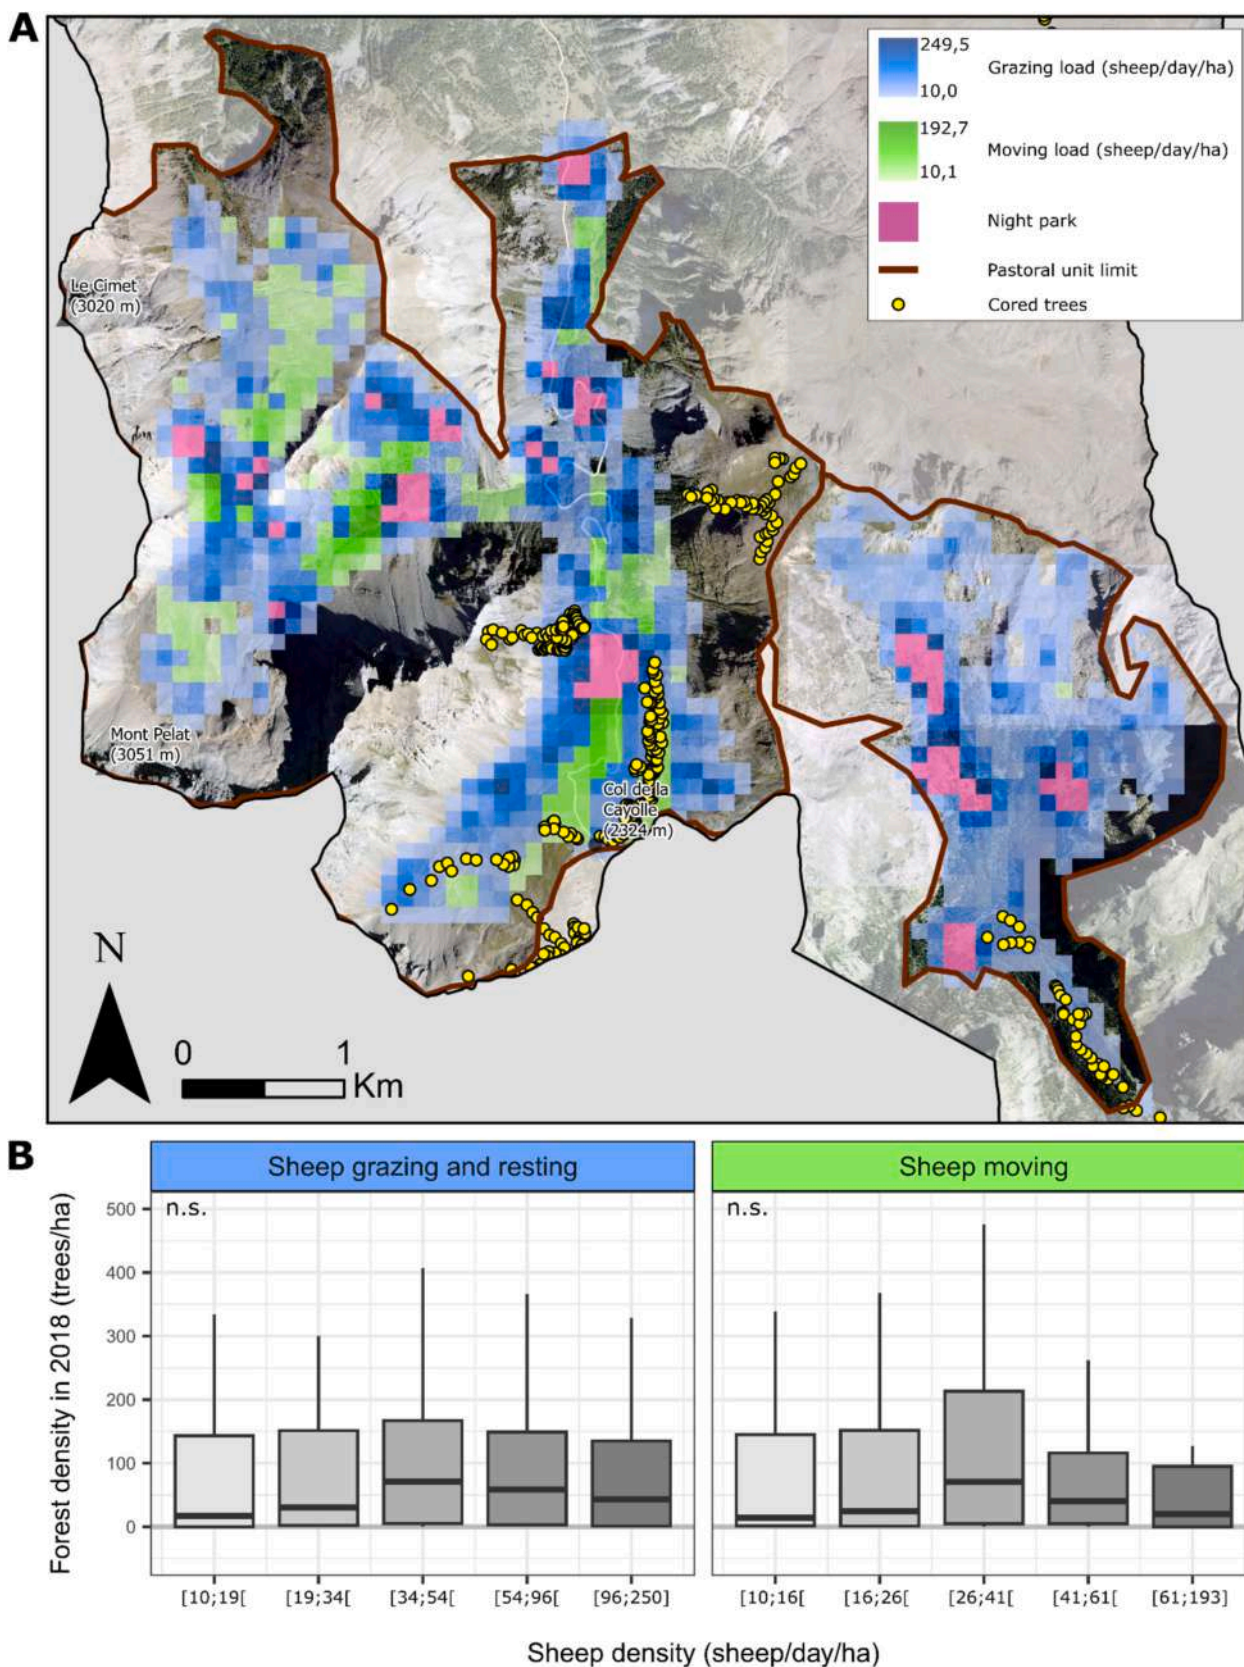 A
249,5
Grazing load (sheep/day/ha)
10,0
192,7
Moving load (sheep/day/ha)
10,1
Night park
Pastoral unit limit
Cored trees
Le Cimet
(3020 m)
Mont Pelat
(3051 m)
Col de la
Cayolle
(2324 m)
N
0 1
Km
B
Sheep grazing and resting
Sheep moving
n.s.
n.s.
Forest density in 2018 (trees/ha)
500
400
300
200
100
0
[10;19[ [19;34[ [34;54[ [54;96[ [96;250]
[10;16[ [16;26[ [26;41[ [41;61[ [61;193]
Sheep density (sheep/day/ha)